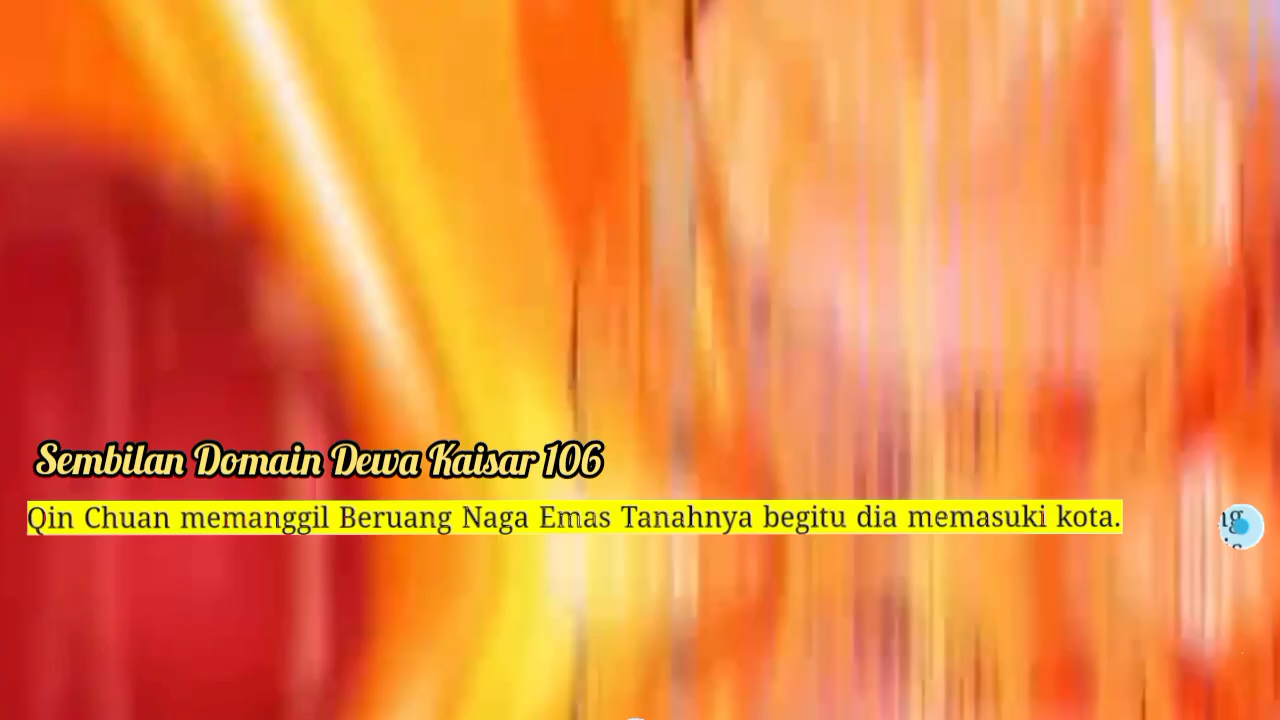 Sembilan Domain Dewa Kaisar 106
Qin Chuan memanggil Beruang Naga Emas Tanahnya begitu dia memasuki kota.